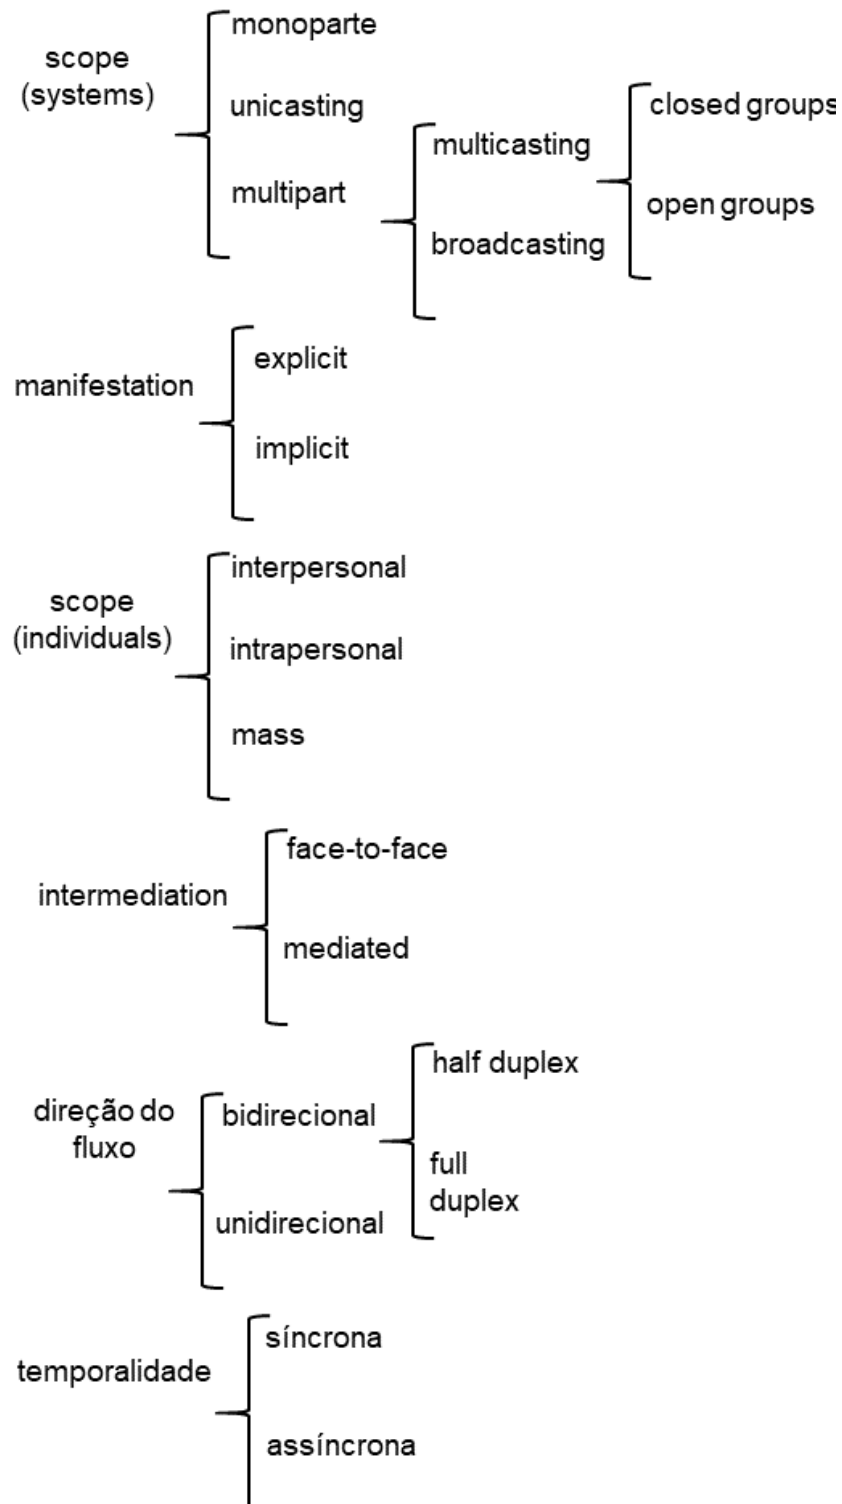 scope
(systems)
monoparte
unicasting
multipart
multicasting
broadcasting
closed groups
open groups
manifestation
explicit
implicit
scope
(individuals)
interpersonal
intrapersonal
mass
intermediation
face-to-face
mediated
direção do
fluxo
bidirecional
unidirecional
half duplex
full
duplex
temporalidade
síncrona
assíncrona